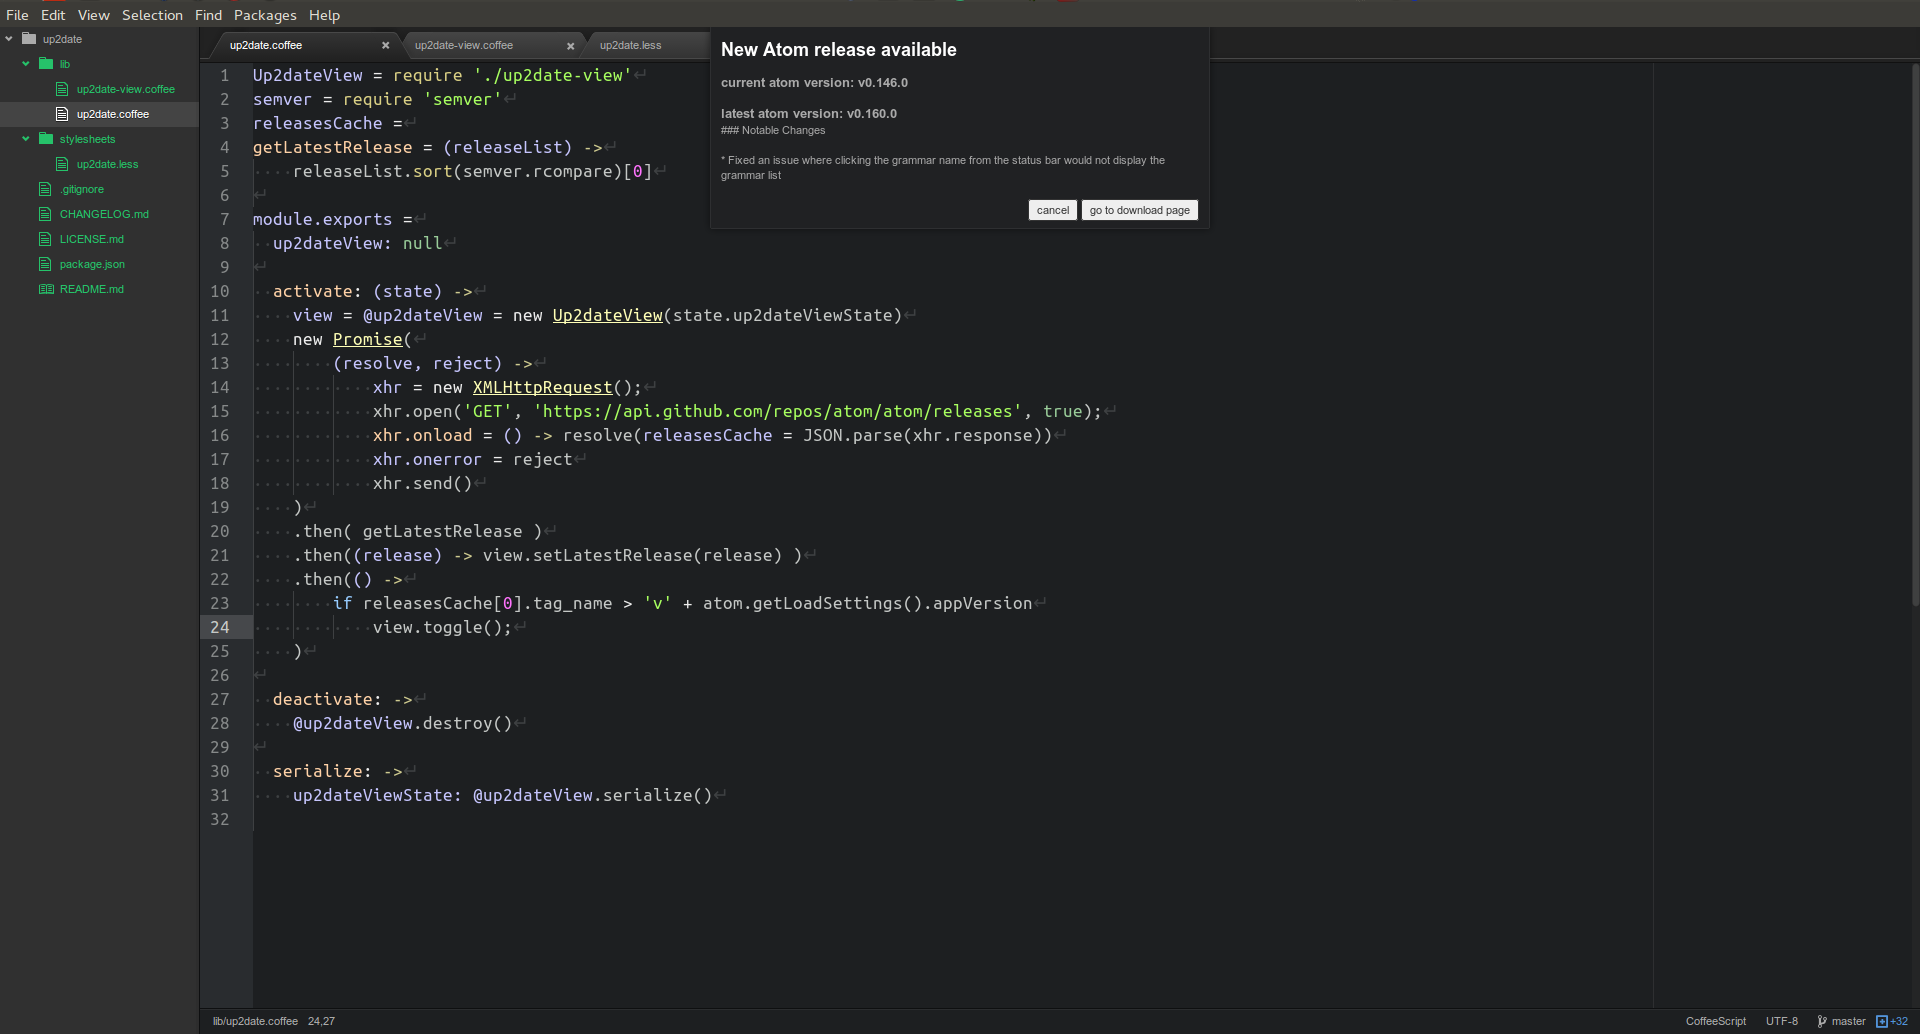 File Edit View Selection Find Packages Help
up2date
lib
up2date-view.coffee
up2date.coffee
stylesheets
up2date.less
.gitignore
CHANGELOG.md
LICENSE.md
package.json
README.md
up2date.coffee
up2date-view.coffee
up2date.less
New Atom release available
current atom version: v0.146.0
latest atom version: v0.160.0
### Notable Changes
* Fixed an issue where clicking the grammar name from the status bar would not display the
grammar list
cancel
go to download page
1 Up2dateView = require './up2date-view'
2 semver = require 'semver'
3 releasesCache =
4 getLatestRelease = (releaseList) ->
5     releaseList.sort(semver.rcompare)[0]
6
7 module.exports =
8   up2dateView: null
9
10   activate: (state) ->
11     view = @up2dateView = new Up2dateView(state.up2dateViewState)
12     new Promise(
13         (resolve, reject) ->
14             xhr = new XMLHttpRequest();
15             xhr.open('GET', 'https://api.github.com/repos/atom/atom/releases', true);
16             xhr.onload = () -> resolve(releasesCache = JSON.parse(xhr.response))
17             xhr.onerror = reject
18             xhr.send()
19     )
20     .then( getLatestRelease )
21     .then((release) -> view.setLatestRelease(release) )
22     .then(() ->
23         if releasesCache[0].tag_name > 'v' + atom.getLoadSettings().appVersion
24             view.toggle();
25     )
26
27   deactivate: ->
28     @up2dateView.destroy()
29
30   serialize: ->
31     up2dateViewState: @up2dateView.serialize()
32
lib/up2date.coffee 24,27
CoffeeScript UTF-8 master +32